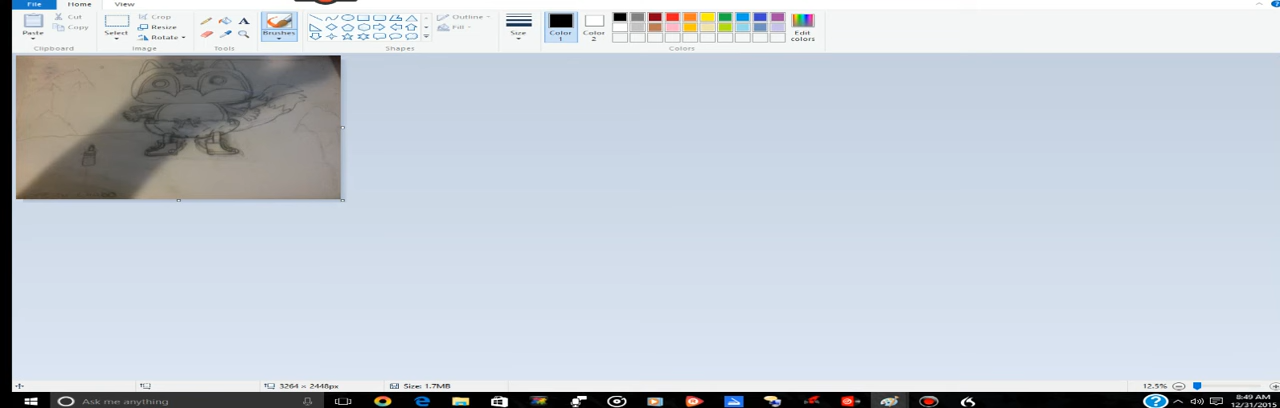 File Home View
Paste
Cut
Copy
Clipboard
Select
Crop
Resize
Rotate
Image
Tools
Brushes
Shapes
Outline
Fill
Size
Color 1
Color 2
Edit colors
Colors
3264 × 2448px
Size: 1.7MB
12.5%
Ask me anything
8:49 AM
12/31/2015